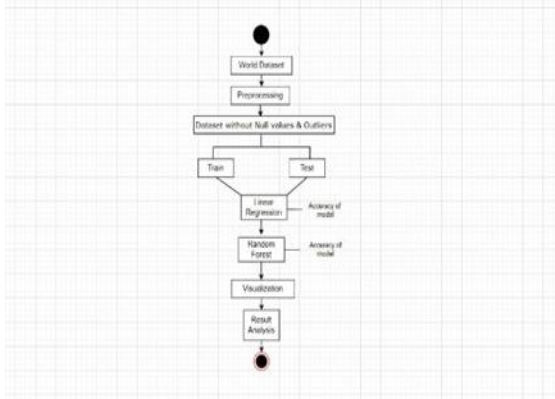 World Dataset
Preprocessing
Dataset without Null values & Outliers
Train
Test
Linear
Regression
Accuracy of
model
Random
Forest
Accuracy of
model
Visualization
Result
Analysis